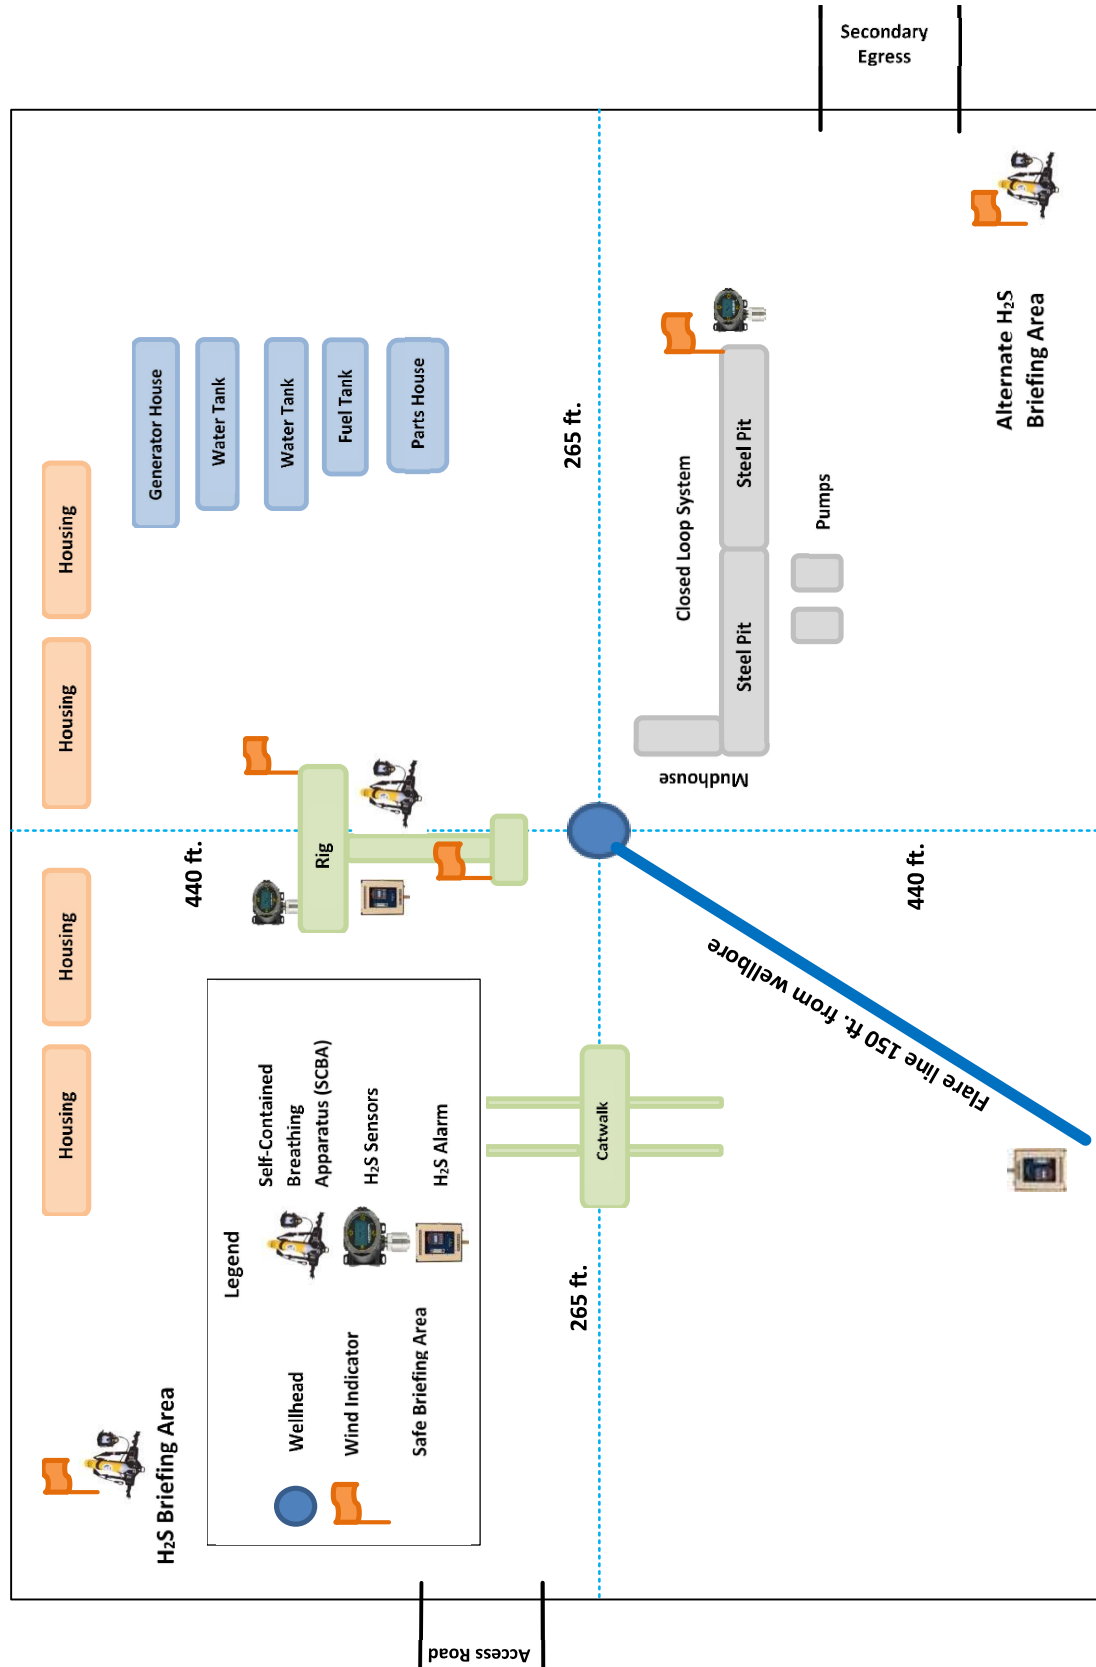 Secondary
Egress
Housing
Housing
Housing
Housing
Generator House
Water Tank
Water Tank
Fuel Tank
Parts House
265 ft.
Closed Loop System
Steel Pit
Steel Pit
Pumps
Mudhouse
Alternate H₂S
Briefing Area
440 ft.
Rig
440 ft.
Flare line 150 ft. from wellbore
Catwalk
265 ft.
Legend
Self-Contained
Breathing
Apparatus (SCBA)
H₂S Sensors
H₂S Alarm
Wellhead
Wind Indicator
Safe Briefing Area
H₂S Briefing Area
Access Road